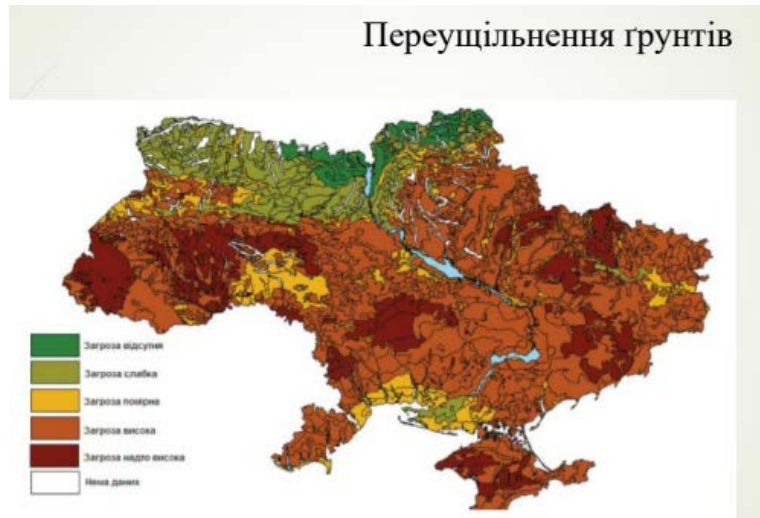 Переущільнення ґрунтів
Загроза відсутня
Загроза слабка
Загроза помірна
Загроза висока
Загроза надто висока
Нема даних